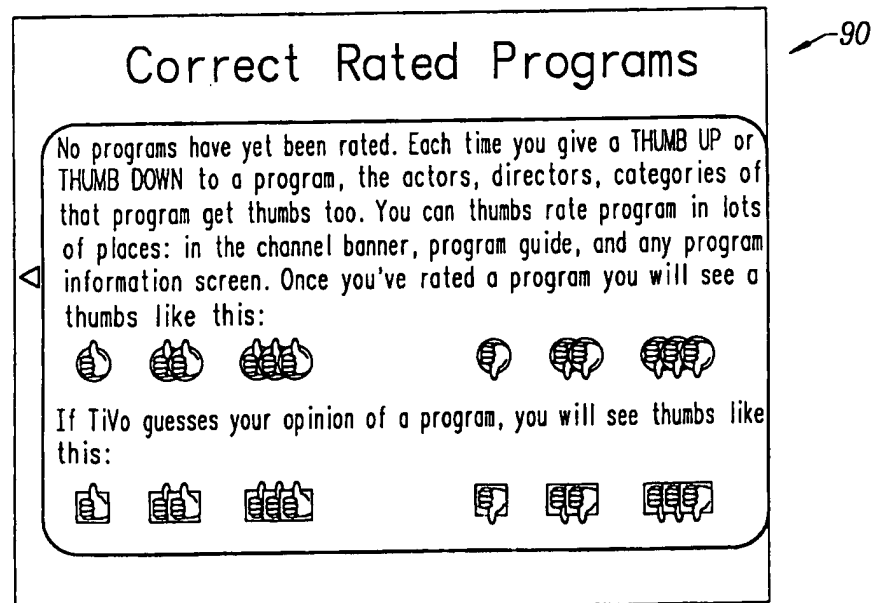 90
Correct Rated Programs
No programs have yet been rated. Each time you give a THUMB UP or
THUMB DOWN to a program, the actors, directors, categories of
that program get thumbs too. You can thumbs rate program in lots
of places: in the channel banner, program guide, and any program
information screen. Once you've rated a program you will see a
thumbs like this:
If TiVo guesses your opinion of a program, you will see thumbs like
this: